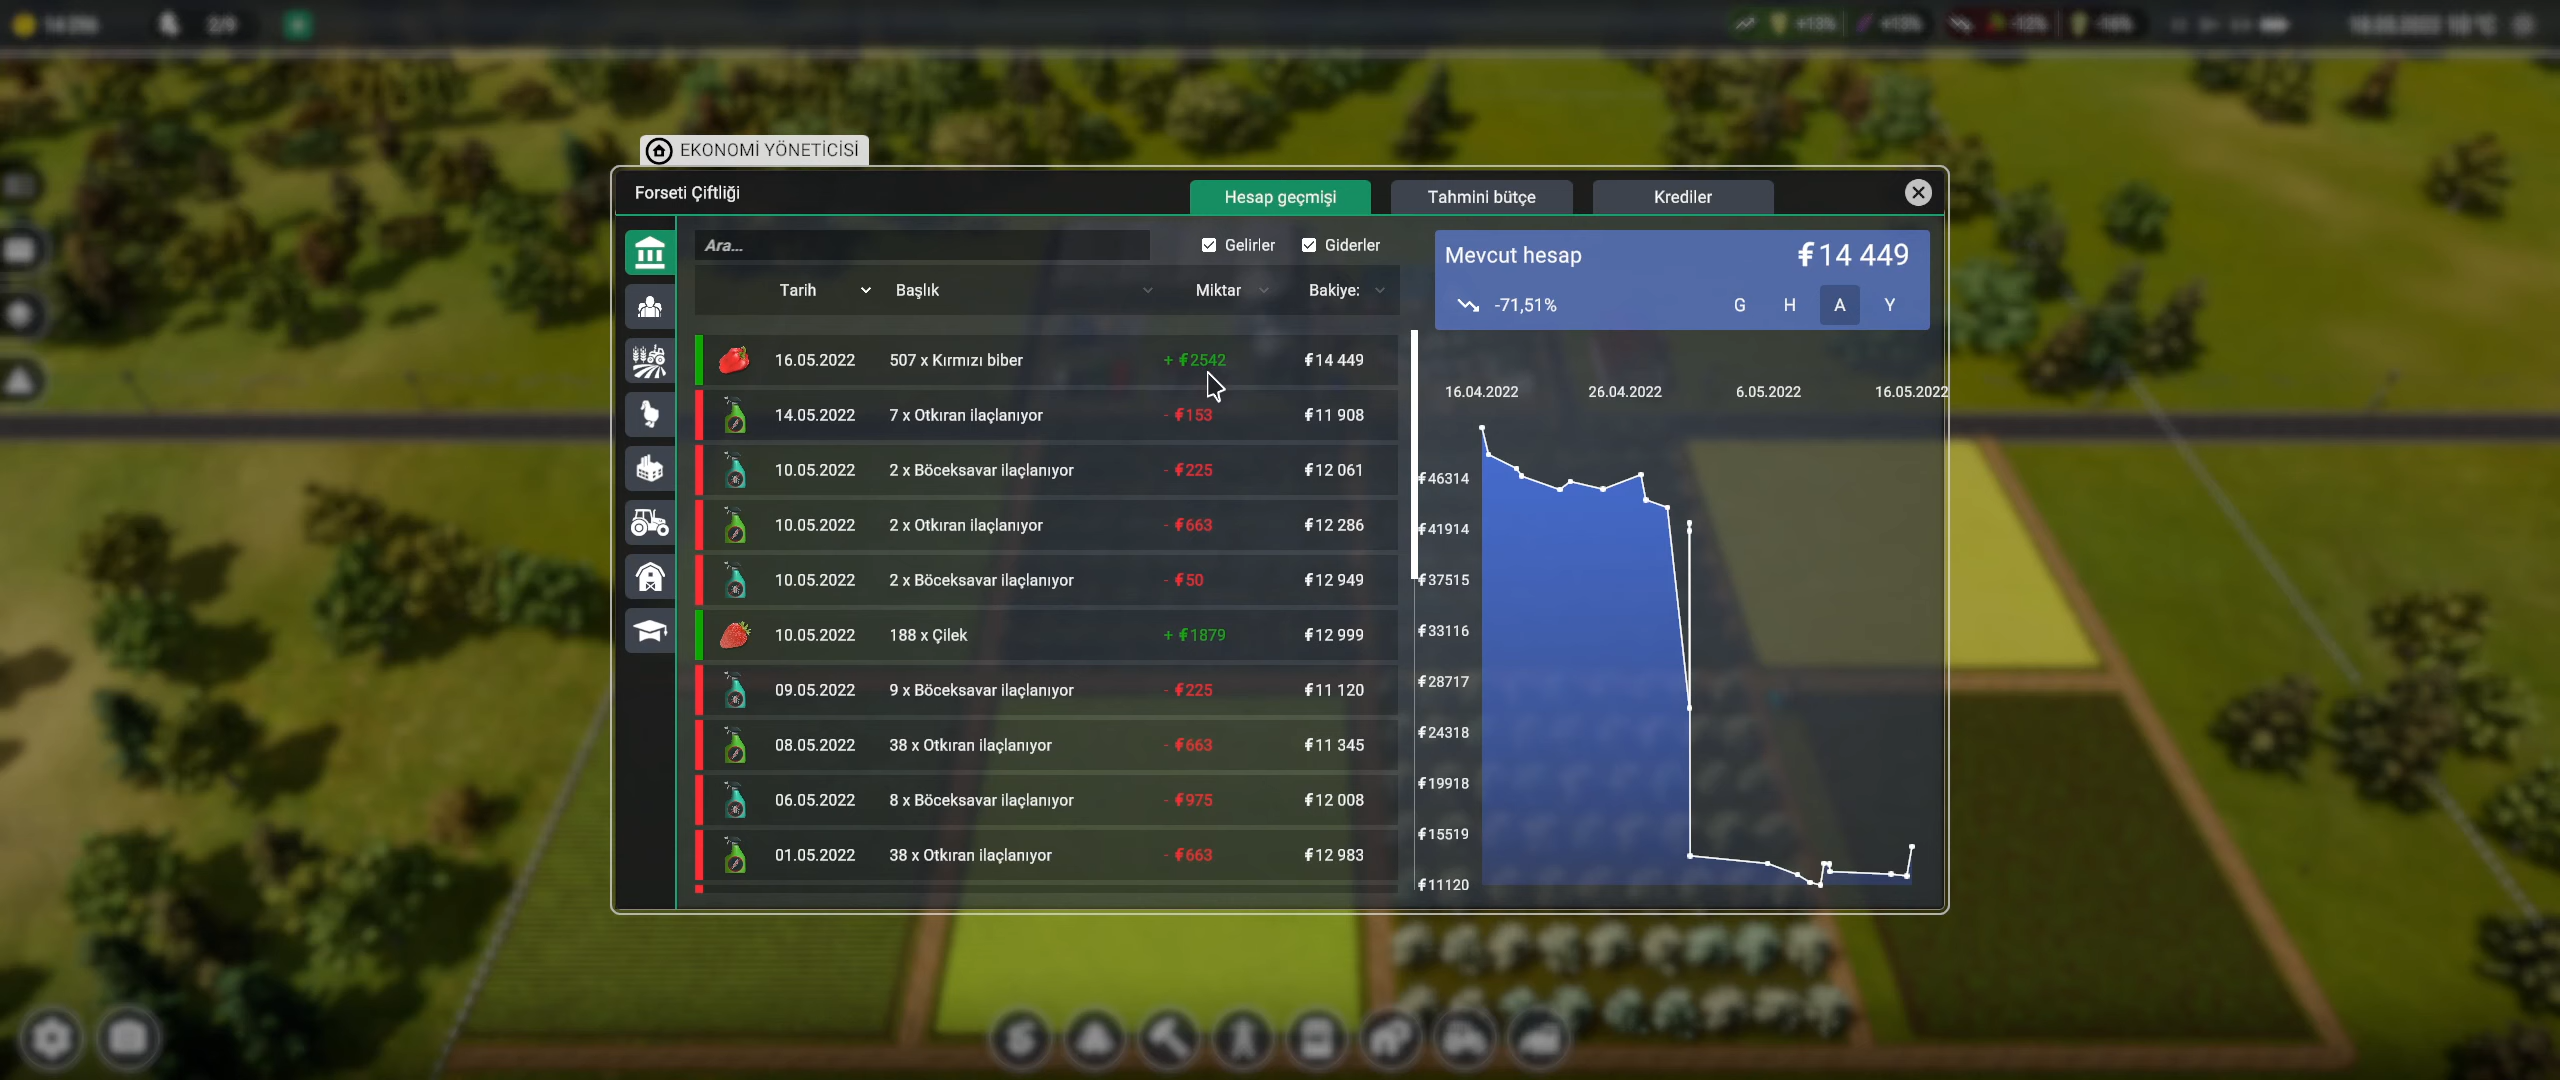 EKONOMİ YÖNETİCİSİ
Forseti Çiftliği
Hesap geçmişi
Tahmini bütçe
Krediler
Ara...
Gelirler
Giderler
Mevcut hesap
₣14 449
-71,51%
G H A Y
Tarih Başlık Miktar Bakiye:
16.05.2022 507 x Kırmızı biber + ₣2542 ₣14 449
14.05.2022 7 x Otkıran ilaçlanıyor - ₣153 ₣11 908
10.05.2022 2 x Böceksavar ilaçlanıyor - ₣225 ₣12 061
10.05.2022 2 x Otkıran ilaçlanıyor - ₣663 ₣12 286
10.05.2022 2 x Böceksavar ilaçlanıyor - ₣50 ₣12 949
10.05.2022 188 x Çilek + ₣1879 ₣12 999
09.05.2022 9 x Böceksavar ilaçlanıyor - ₣225 ₣11 120
08.05.2022 38 x Otkıran ilaçlanıyor - ₣663 ₣11 345
06.05.2022 8 x Böceksavar ilaçlanıyor - ₣975 ₣12 008
01.05.2022 38 x Otkıran ilaçlanıyor - ₣663 ₣12 983
16.04.2022 26.04.2022 6.05.2022 16.05.2022
₣46314
₣41914
₣37515
₣33116
₣28717
₣24318
₣19918
₣15519
₣11120